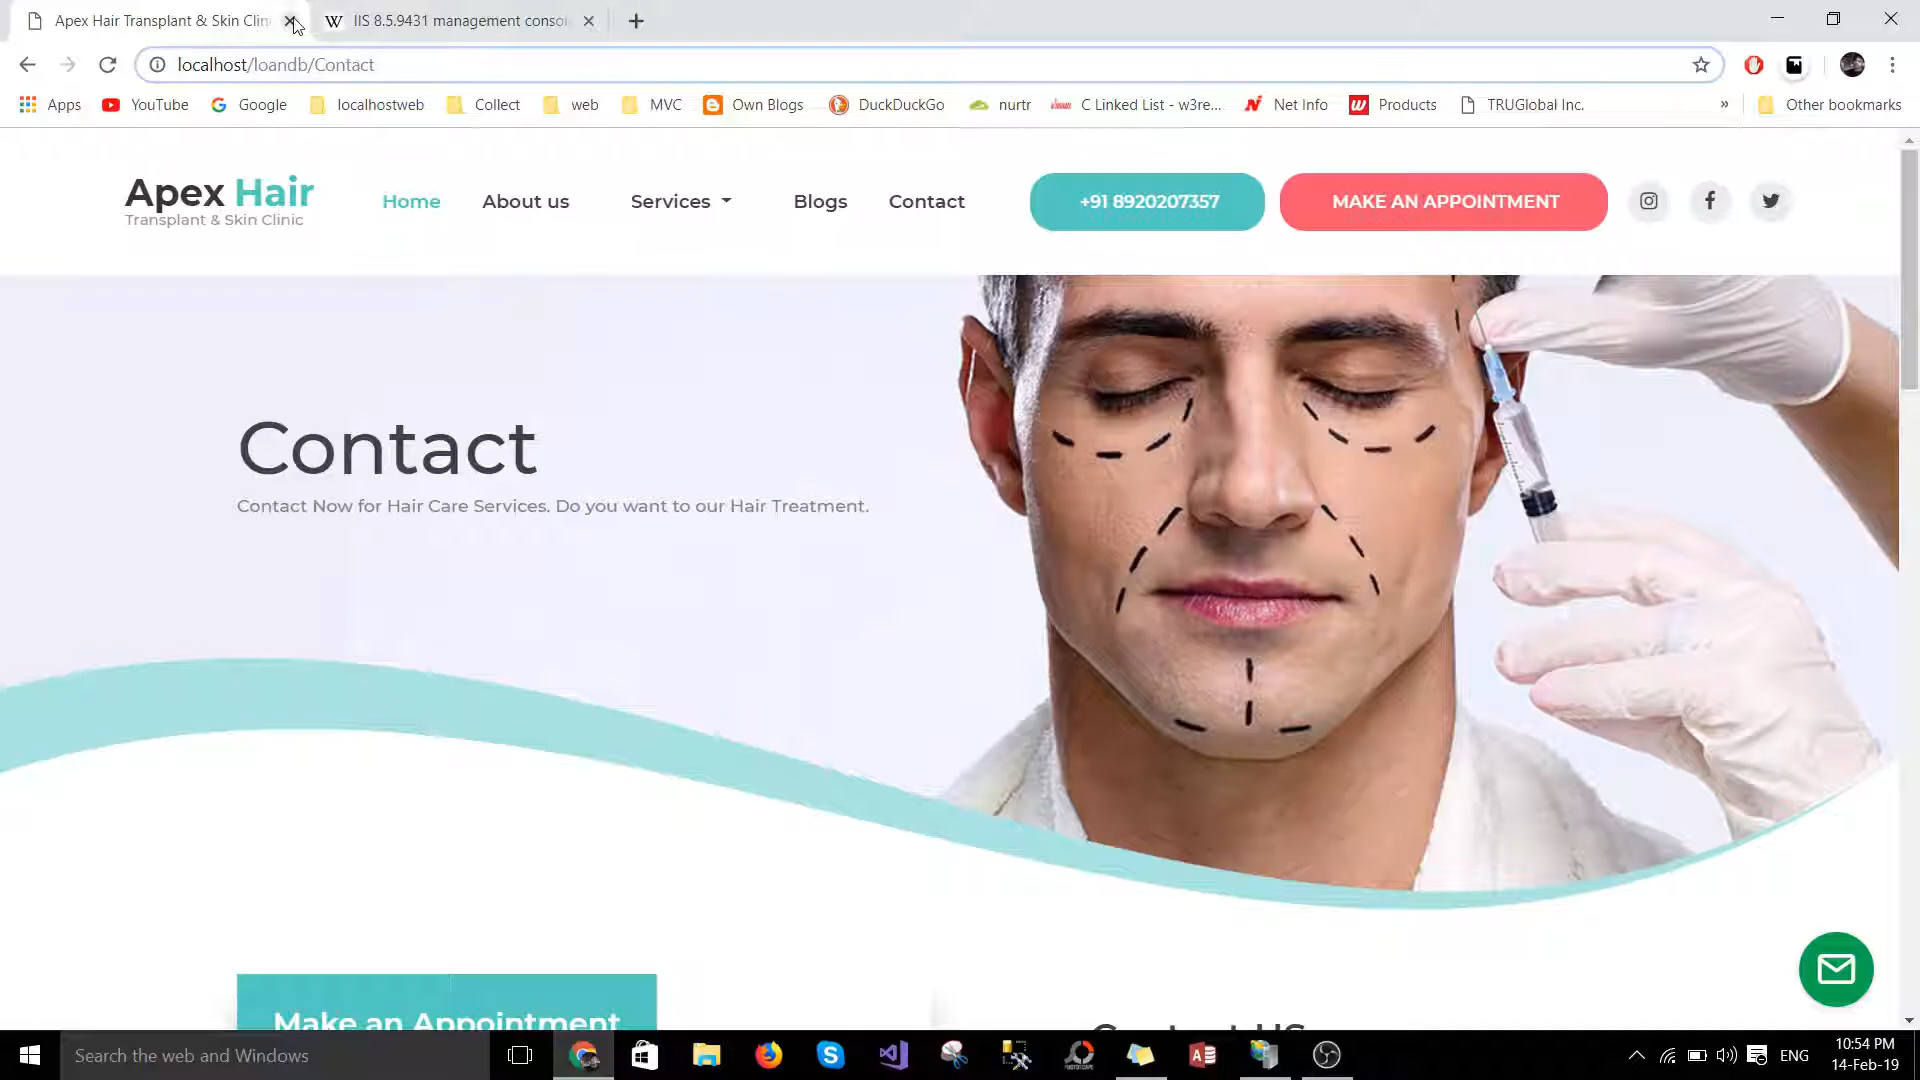 Apex Hair Transplant & Skin Clini
IIS 8.5.9431 management consol
localhost/loandb/Contact
Apps YouTube Google localhostweb Collect web MVC Own Blogs DuckDuckGo nurtr C Linked List - w3re... Net Info Products TRUGlobal Inc. » Other bookmarks
Apex Hair
Transplant & Skin Clinic
Home About us Services Blogs Contact +91 8920207357 MAKE AN APPOINTMENT
Contact
Contact Now for Hair Care Services. Do you want to our Hair Treatment.
Make an Appointment
Contact US
Search the web and Windows
ENG
10:54 PM
14-Feb-19